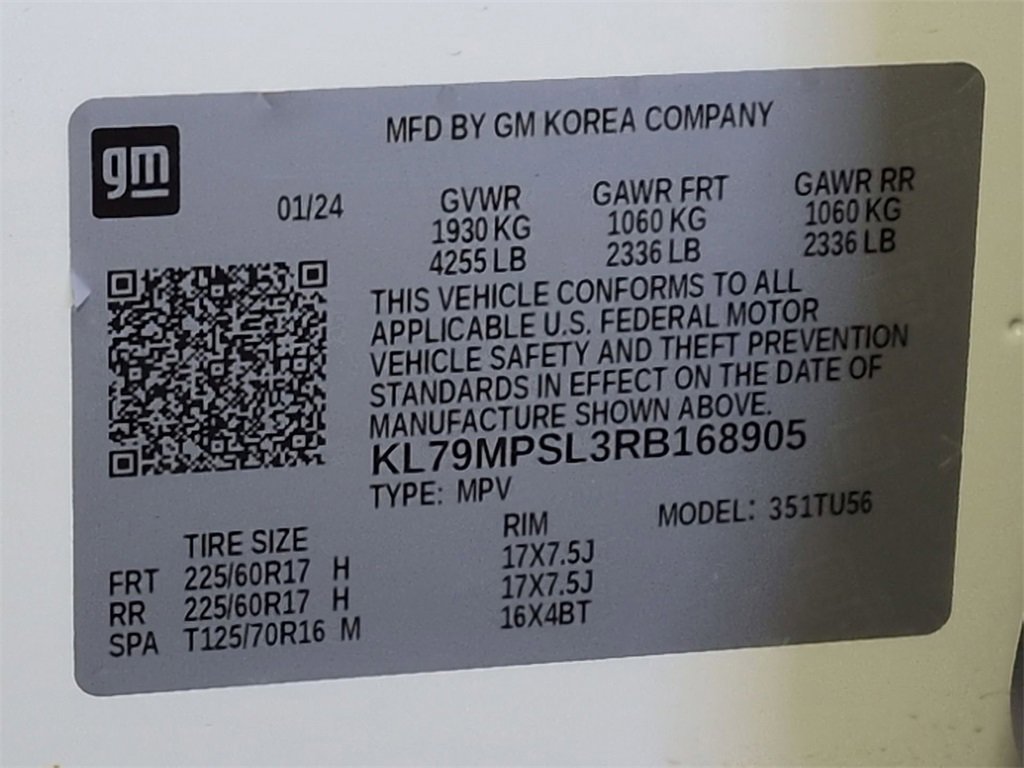 MFD BY GM KOREA COMPANY
gm
01/24 GVWR GAWR FRT GAWR RR
1930 KG 1060 KG 1060 KG
4255 LB 2336 LB 2336 LB
THIS VEHICLE CONFORMS TO ALL
APPLICABLE U.S. FEDERAL MOTOR
VEHICLE SAFETY AND THEFT PREVENTION
STANDARDS IN EFFECT ON THE DATE OF
MANUFACTURE SHOWN ABOVE.
KL79MPSL3RB168905
TYPE: MPV
TIRE SIZE RIM MODEL: 351TU56
FRT 225/60R17 H 17X7.5J
RR 225/60R17 H 17X7.5J
SPA T125/70R16 M 16X4BT